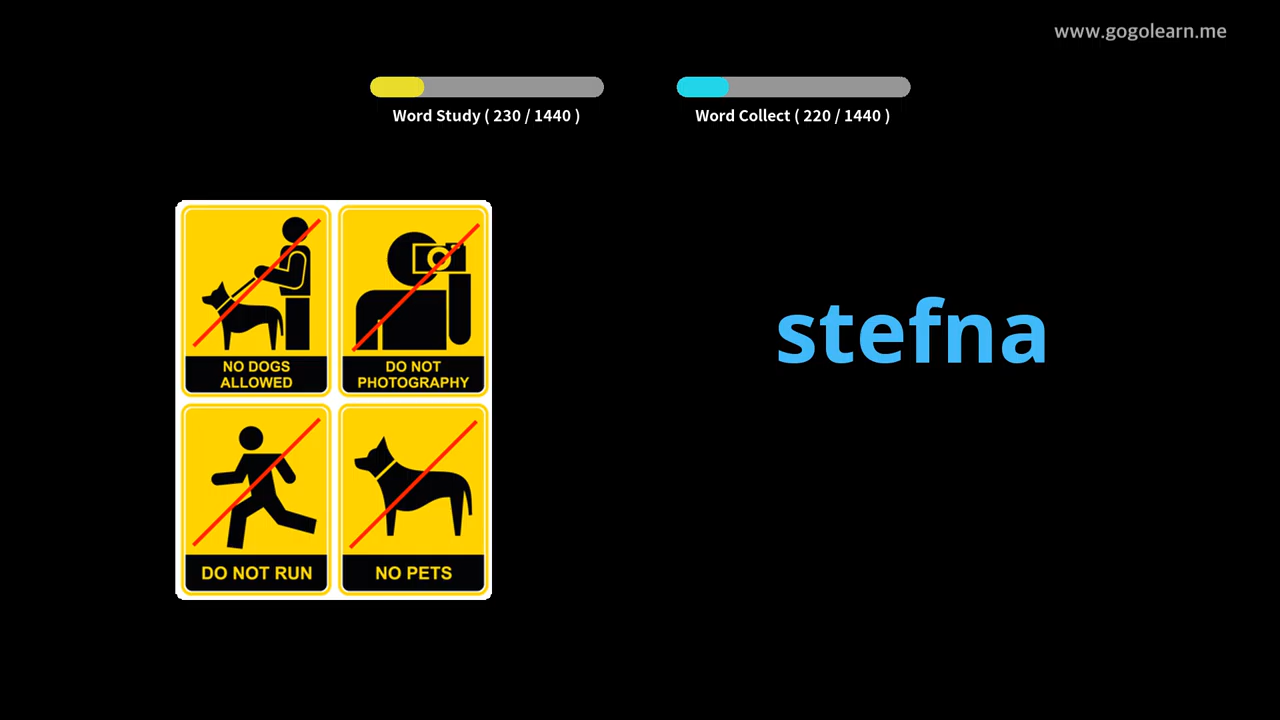 www.gogolearn.me
Word Study ( 230 / 1440 )
Word Collect ( 220 / 1440 )
NO DOGS
ALLOWED
DO NOT
PHOTOGRAPHY
DO NOT RUN
NO PETS
stefna